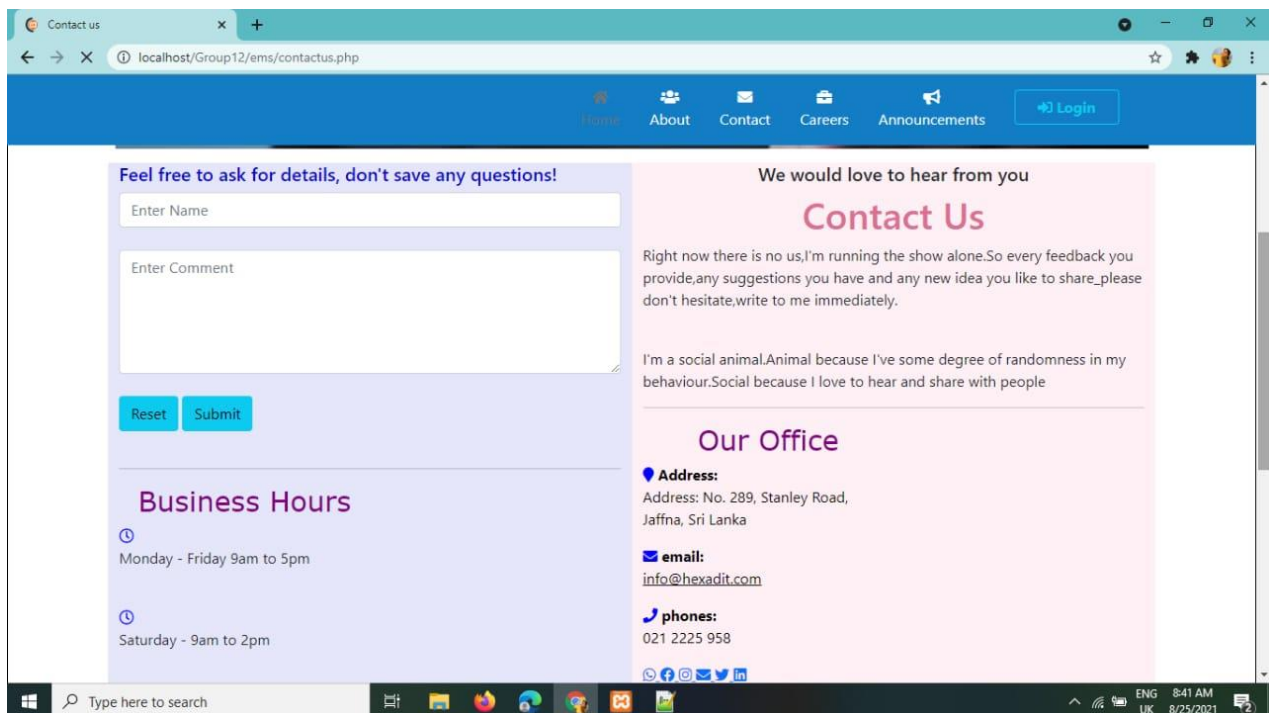 Contact us
localhost/Group12/ems/contactus.php
Home
About
Contact
Careers
Announcements
Login
Feel free to ask for details, don't save any questions!
Enter Name
Enter Comment
Reset
Submit
Business Hours
Monday - Friday 9am to 5pm
Saturday - 9am to 2pm
We would love to hear from you
Contact Us
Right now there is no us,I'm running the show alone.So every feedback you
provide,any suggestions you have and any new idea you like to share_please
don't hesitate,write to me immediately.
I'm a social animal.Animal because I've some degree of randomness in my
behaviour.Social because I love to hear and share with people
Our Office
Address:
Address: No. 289, Stanley Road,
Jaffna, Sri Lanka
email:
info@hexadit.com
phones:
021 2225 958
Type here to search
ENG
UK
8:41 AM
8/25/2021
2